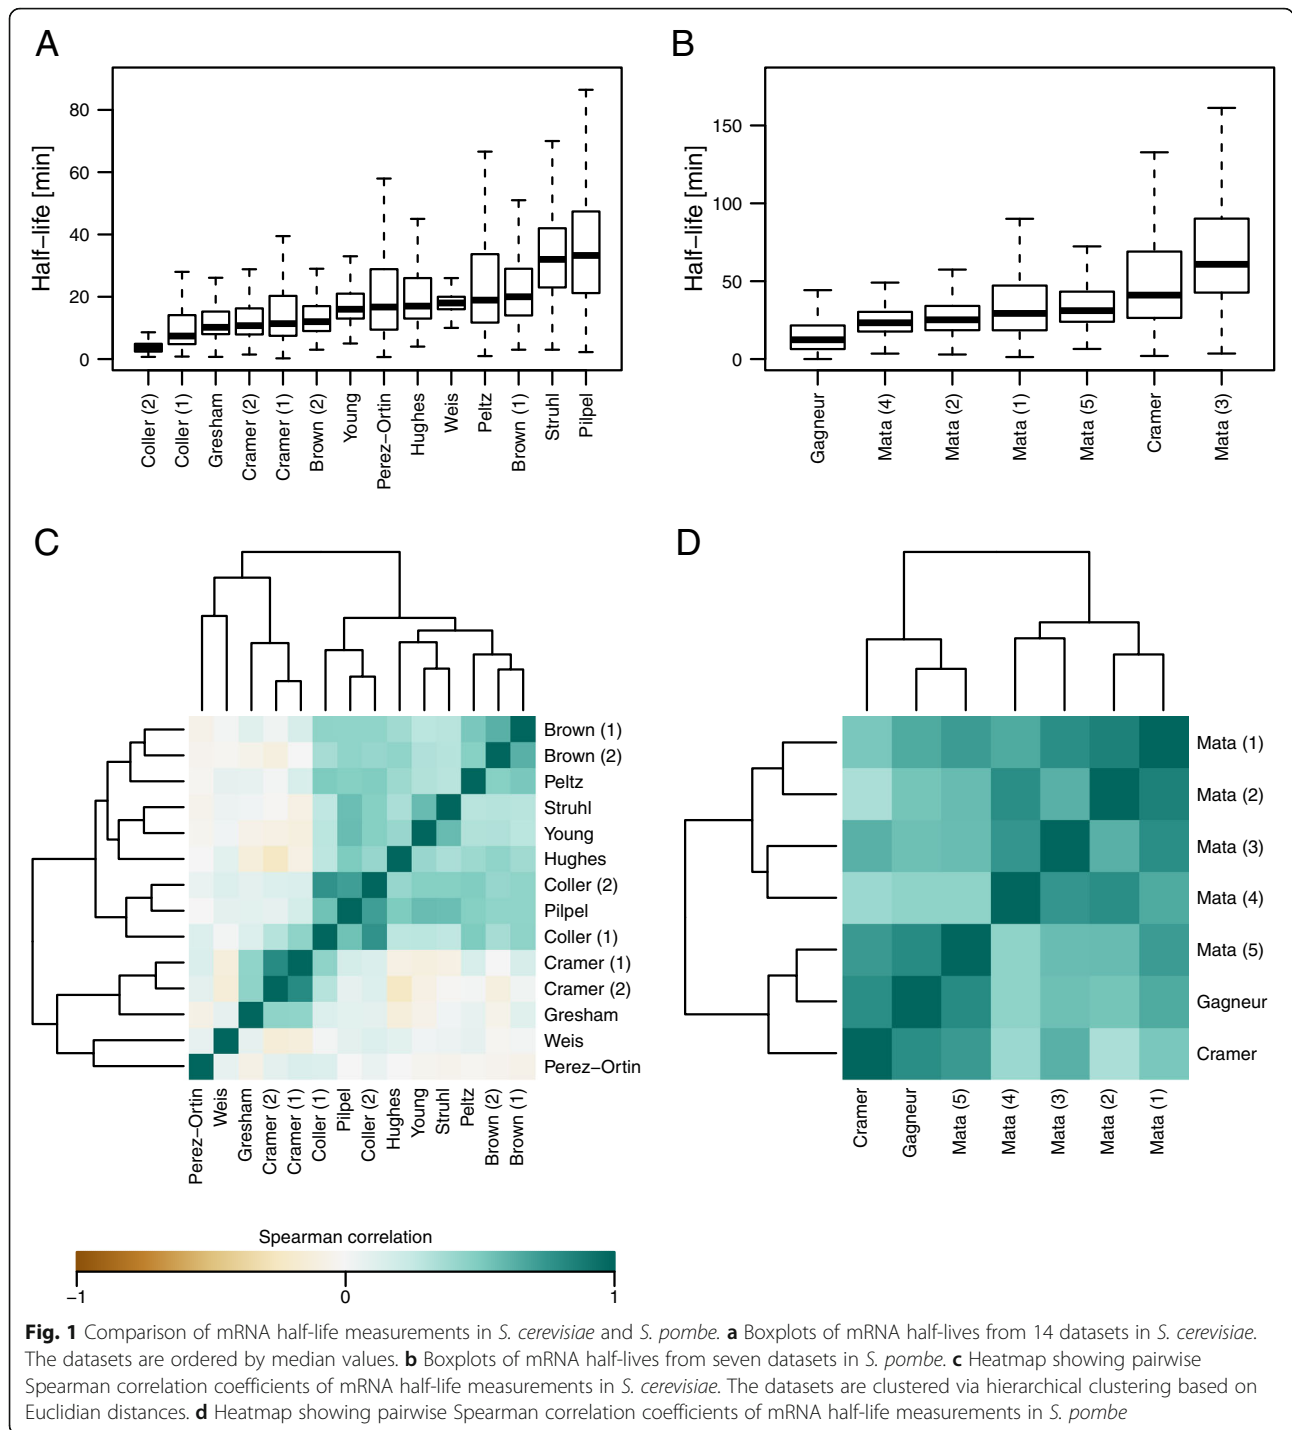 A
Half−life [min]
80
60
40
20
0
Coller (2)
Coller (1)
Gresham
Cramer (2)
Cramer (1)
Brown (2)
Young
Perez−Ortin
Hughes
Weis
Peltz
Brown (1)
Struhl
Pilpel
B
Half−life [min]
150
100
50
0
Gagneur
Mata (4)
Mata (2)
Mata (1)
Mata (5)
Cramer
Mata (3)
C
Brown (1)
Brown (2)
Peltz
Struhl
Young
Hughes
Coller (2)
Pilpel
Coller (1)
Cramer (1)
Cramer (2)
Gresham
Weis
Perez−Ortin
Perez−Ortin
Weis
Gresham
Cramer (2)
Cramer (1)
Coller (1)
Pilpel
Coller (2)
Hughes
Young
Struhl
Peltz
Brown (2)
Brown (1)
D
Mata (1)
Mata (2)
Mata (3)
Mata (4)
Mata (5)
Gagneur
Cramer
Cramer
Gagneur
Mata (5)
Mata (4)
Mata (3)
Mata (2)
Mata (1)
Spearman correlation
−1 0 1
Fig. 1 Comparison of mRNA half-life measurements in S. cerevisiae and S. pombe. a Boxplots of mRNA half-lives from 14 datasets in S. cerevisiae.
The datasets are ordered by median values. b Boxplots of mRNA half-lives from seven datasets in S. pombe. c Heatmap showing pairwise
Spearman correlation coefficients of mRNA half-life measurements in S. cerevisiae. The datasets are clustered via hierarchical clustering based on
Euclidian distances. d Heatmap showing pairwise Spearman correlation coefficients of mRNA half-life measurements in S. pombe